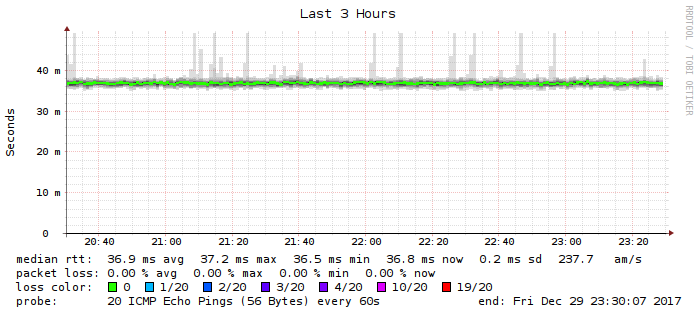 Last 3 Hours
RRDTOOL / TOBI OETIKER
Seconds
40 m
30 m
20 m
10 m
0
20:40 21:00 21:20 21:40 22:00 22:20 22:40 23:00 23:20
median rtt: 36.9 ms avg 37.2 ms max 36.5 ms min 36.8 ms now 0.2 ms sd 237.7 am/s
packet loss: 0.00 % avg 0.00 % max 0.00 % min 0.00 % now
loss color: 0 1/20 2/20 3/20 4/20 10/20 19/20
probe: 20 ICMP Echo Pings (56 Bytes) every 60s end: Fri Dec 29 23:30:07 2017